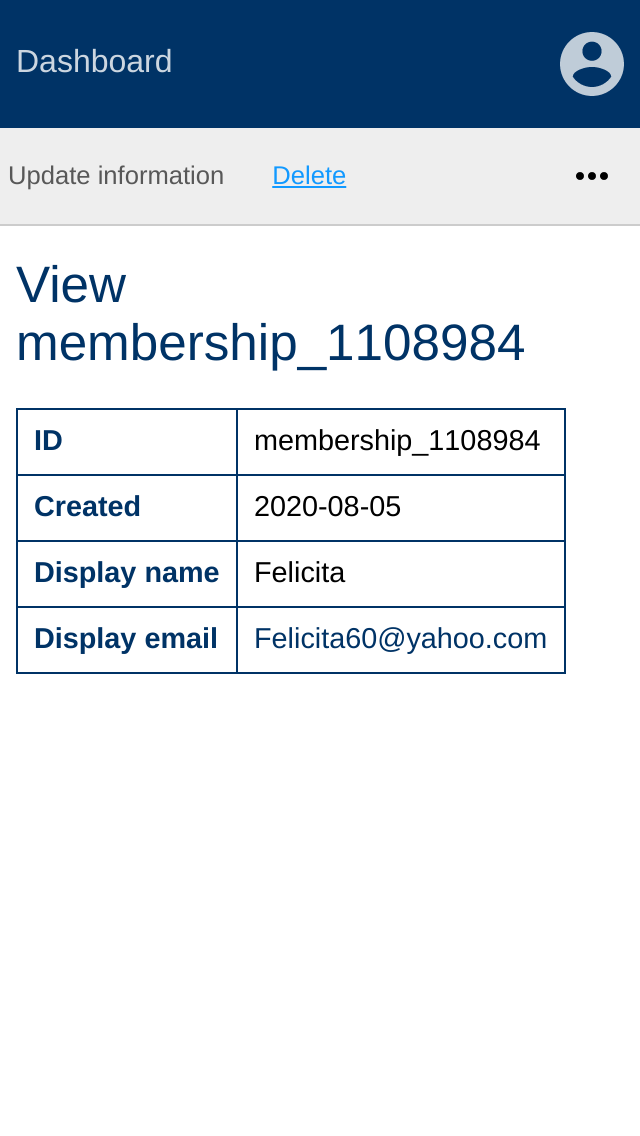 Dashboard
Update information Delete
View
membership_1108984
ID membership_1108984
Created 2020-08-05
Display name Felicita
Display email Felicita60@yahoo.com